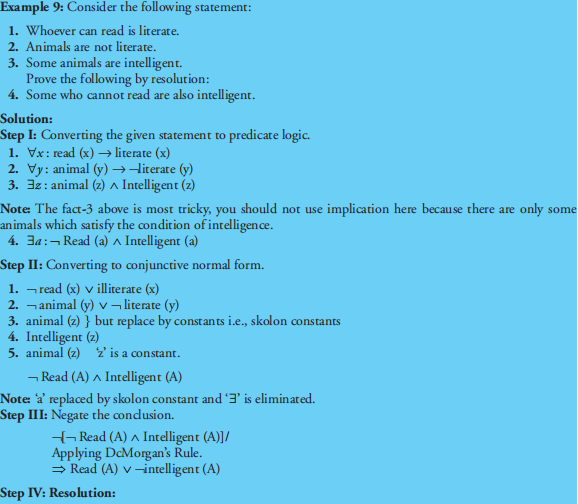 Example 9: Consider the following statement:
1. Whoever can read is literate.
2. Animals are not literate.
3. Some animals are intelligent.
Prove the following by resolution:
4. Some who cannot read are also intelligent.
Solution:
Step I: Converting the given statement to predicate logic.
1. ∀x : read (x) → literate (x)
2. ∀y : animal (y) → ¬literate (y)
3. ∃z : animal (z) ∧ Intelligent (z)
Note: The fact-3 above is most tricky, you should not use implication here because there are only some
animals which satisfy the condition of intelligence.
4. ∃a : ¬ Read (a) ∧ Intelligent (a)
Step II: Converting to conjunctive normal form.
1. ¬ read (x) ∨ illiterate (x)
2. ¬ animal (y) ∨ ¬ literate (y)
3. animal (z) } but replace by constants i.e., skolon constants
4. Intelligent (z)
5. animal (z) ‘z’ is a constant.
¬ Read (A) ∧ Intelligent (A)
Note: ‘a’ replaced by skolon constant and ‘∃’ is eliminated.
Step III: Negate the conclusion.
¬[¬ Read (A) ∧ Intelligent (A)]/
Applying DcMorgan’s Rule.
⇒ Read (A) ∨ ¬intelligent (A)
Step IV: Resolution: